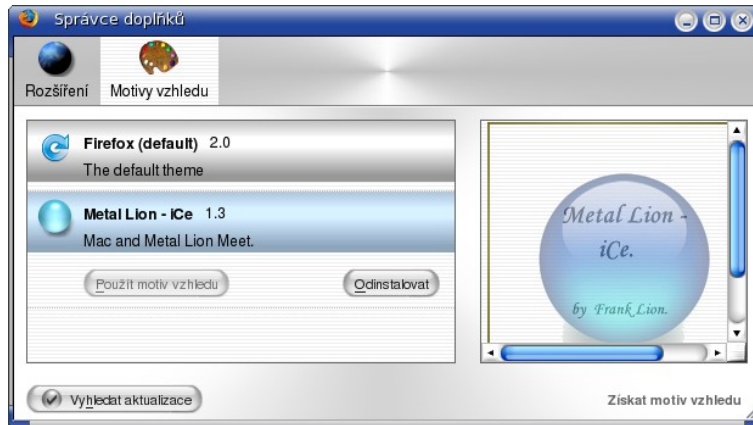 Správce doplňků
Rozšíření
Motivy vzhledu
Firefox (default) 2.0
The default theme
Metal Lion - iCe 1.3
Mac and Metal Lion Meet.
Použít motiv vzhledu
Odinstalovat
Metal Lion -
iCe.
by Frank Lion.
Vyhledat aktualizace
Získat motiv vzhledu